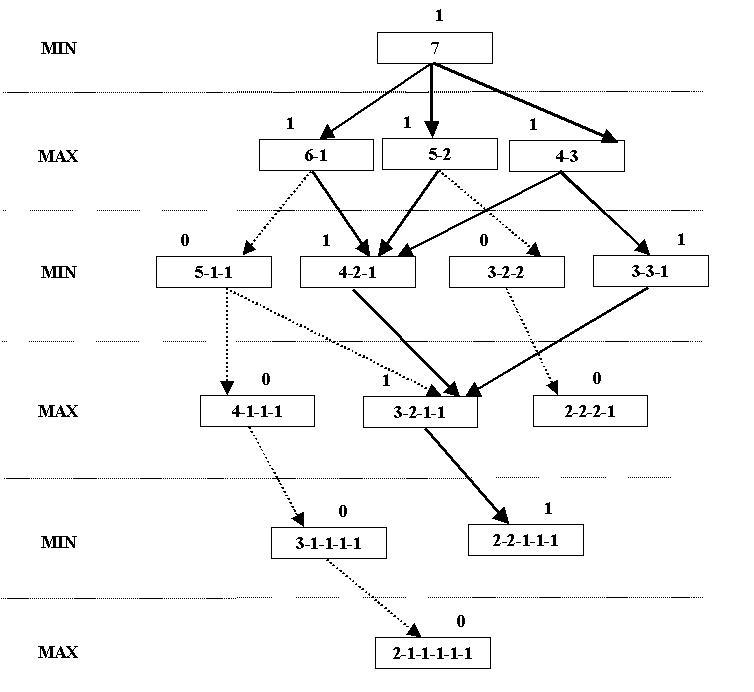 1
MIN 7
1 1 1
MAX 6-1 5-2 4-3
0 1 0 1
MIN 5-1-1 4-2-1 3-2-2 3-3-1
0 1 0
MAX 4-1-1-1 3-2-1-1 2-2-2-1
0 1
MIN 3-1-1-1-1 2-2-1-1-1
0
MAX 2-1-1-1-1-1